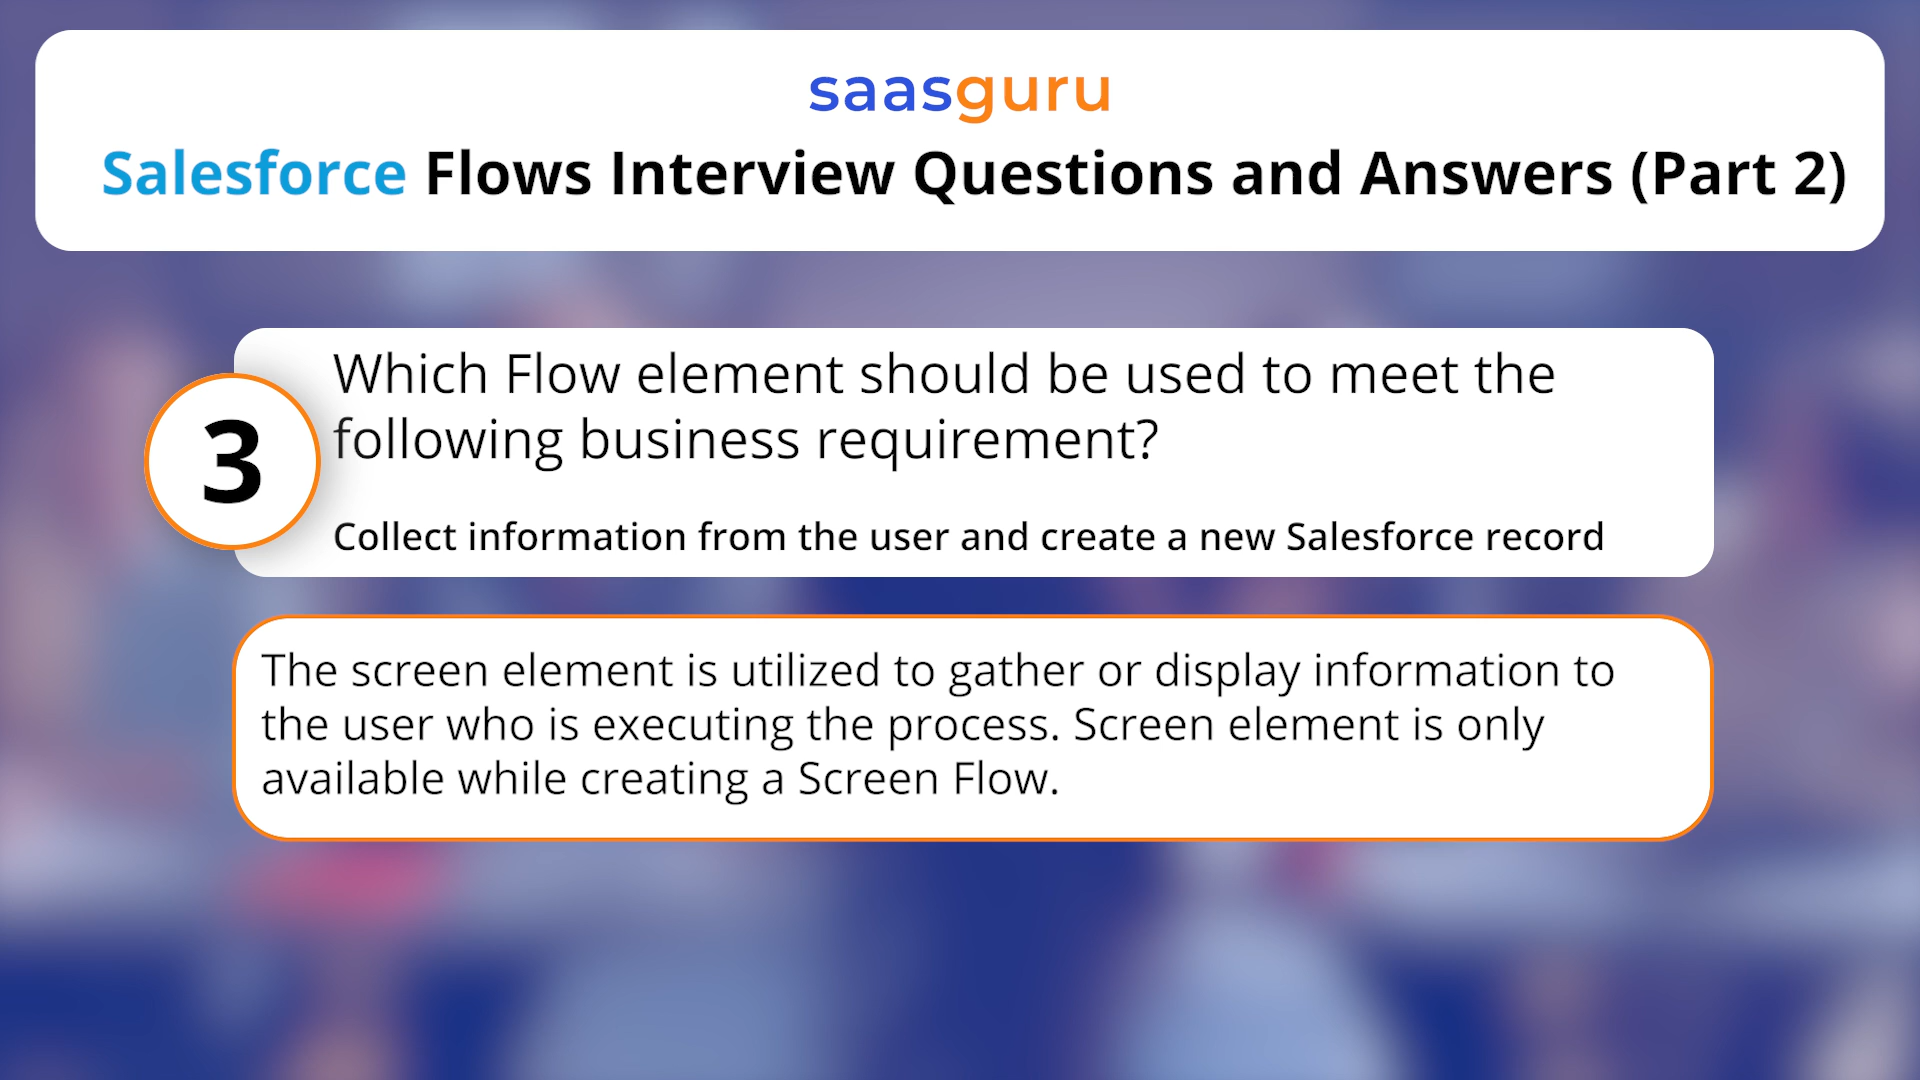 saasguru
Salesforce Flows Interview Questions and Answers (Part 2)
3
Which Flow element should be used to meet the
following business requirement?
Collect information from the user and create a new Salesforce record
The screen element is utilized to gather or display information to
the user who is executing the process. Screen element is only
available while creating a Screen Flow.